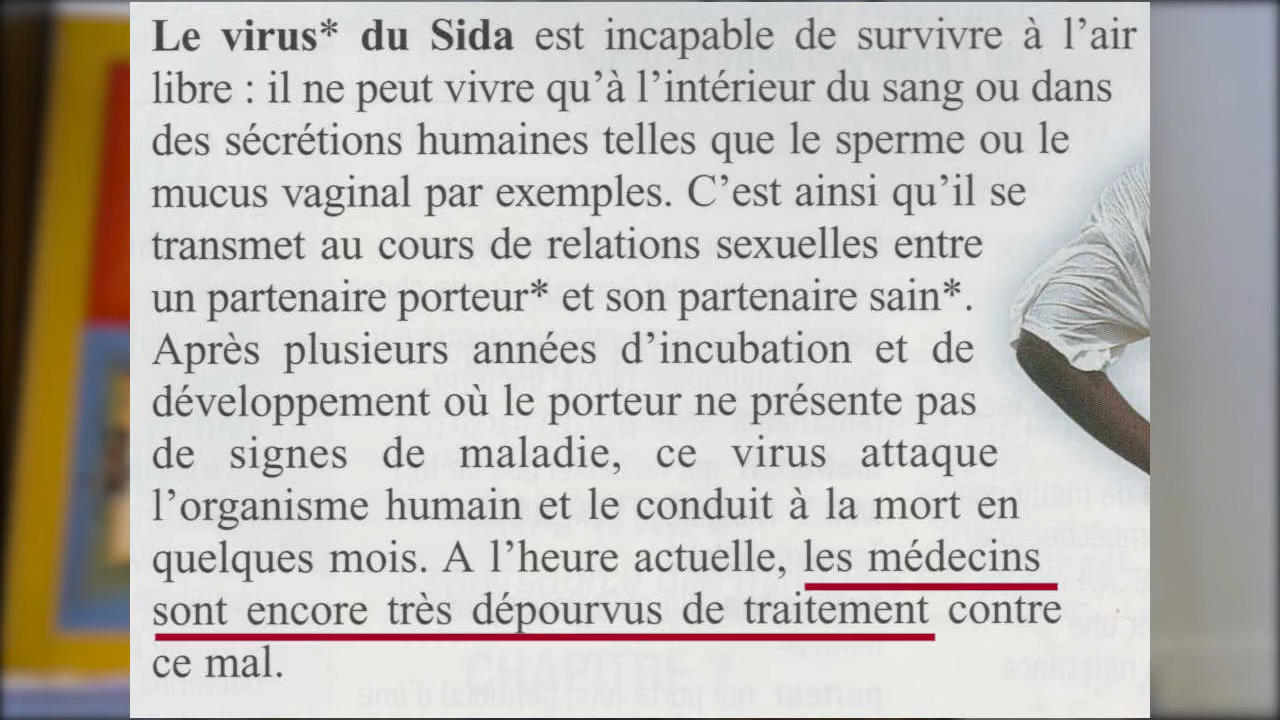 Le virus* du Sida est incapable de survivre à l’air
libre : il ne peut vivre qu’à l’intérieur du sang ou dans
des sécrétions humaines telles que le sperme ou le
mucus vaginal par exemples. C’est ainsi qu’il se
transmet au cours de relations sexuelles entre
un partenaire porteur* et son partenaire sain*.
Après plusieurs années d’incubation et de
développement où le porteur ne présente pas
de signes de maladie, ce virus attaque
l’organisme humain et le conduit à la mort en
quelques mois. A l’heure actuelle, les médecins
sont encore très dépourvus de traitement contre
ce mal.